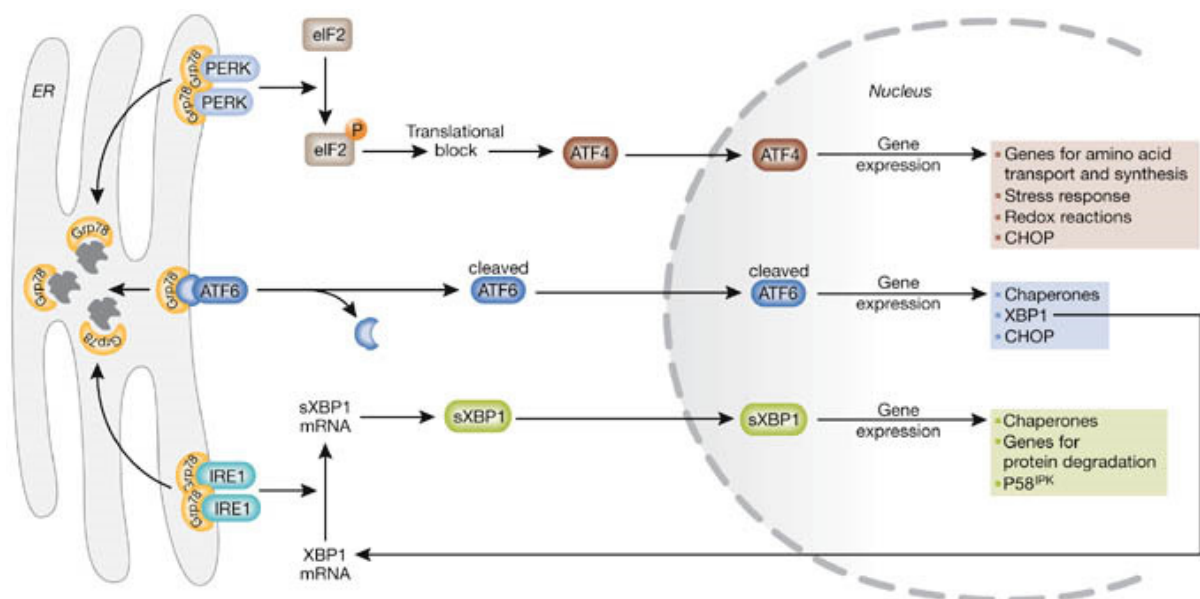 eIF2
ER
Grp78
PERK
Grp78
PERK
Nucleus
eIF2
P
Translational
block
ATF4
ATF4
Gene
expression
Genes for amino acid
transport and synthesis
Stress response
Redox reactions
CHOP
Grp78
Grp78
Grp78
Grp78
ATF6
cleaved
ATF6
cleaved
ATF6
Gene
expression
Chaperones
XBP1
CHOP
sXBP1
mRNA
sXBP1
sXBP1
Gene
expression
Chaperones
Genes for
protein degradation
P58IPK
Grp78
IRE1
Grp78
IRE1
XBP1
mRNA